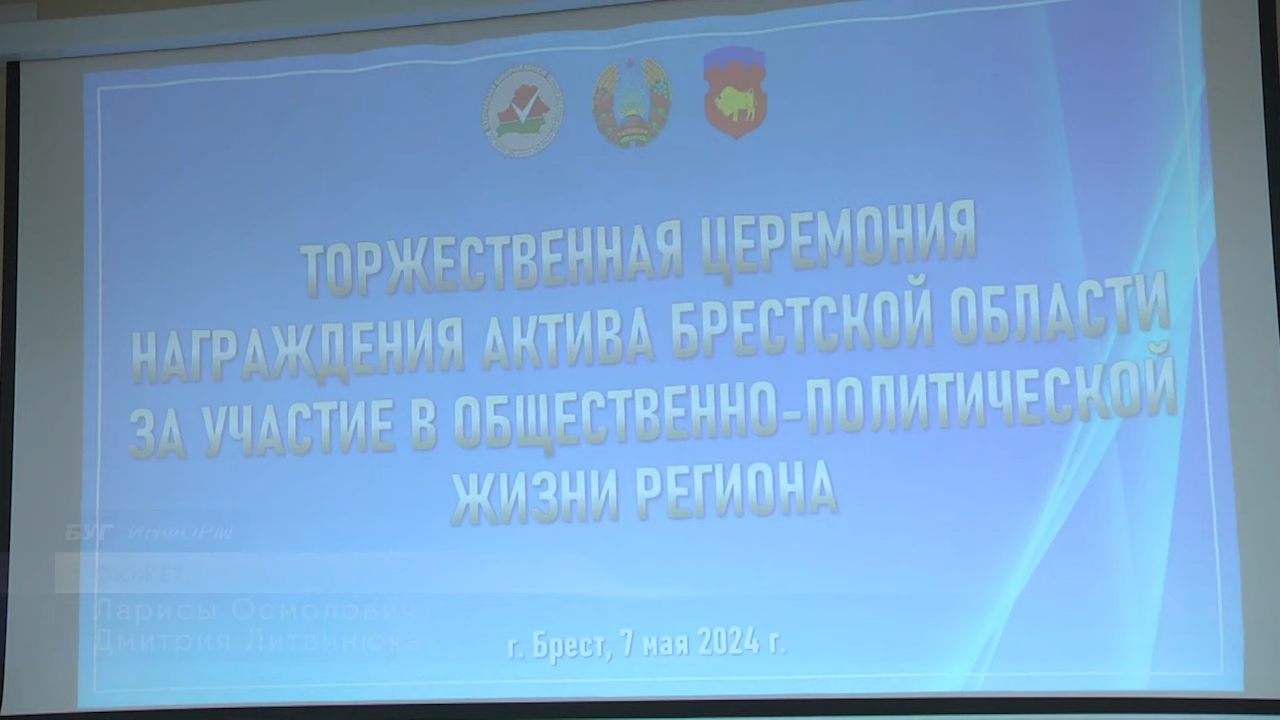 ТОРЖЕСТВЕННАЯ ЦЕРЕМОНИЯ
НАГРАЖДЕНИЯ АКТИВА БРЕСТСКОЙ ОБЛАСТИ
ЗА УЧАСТИЕ В ОБЩЕСТВЕННО-ПОЛИТИЧЕСКОЙ
ЖИЗНИ РЕГИОНА
БУГ ИНФОРМ
СЮЖЕТ
Ларисы Осмолович
Дмитрия Литвинюка
г. Брест, 7 мая 2024 г.